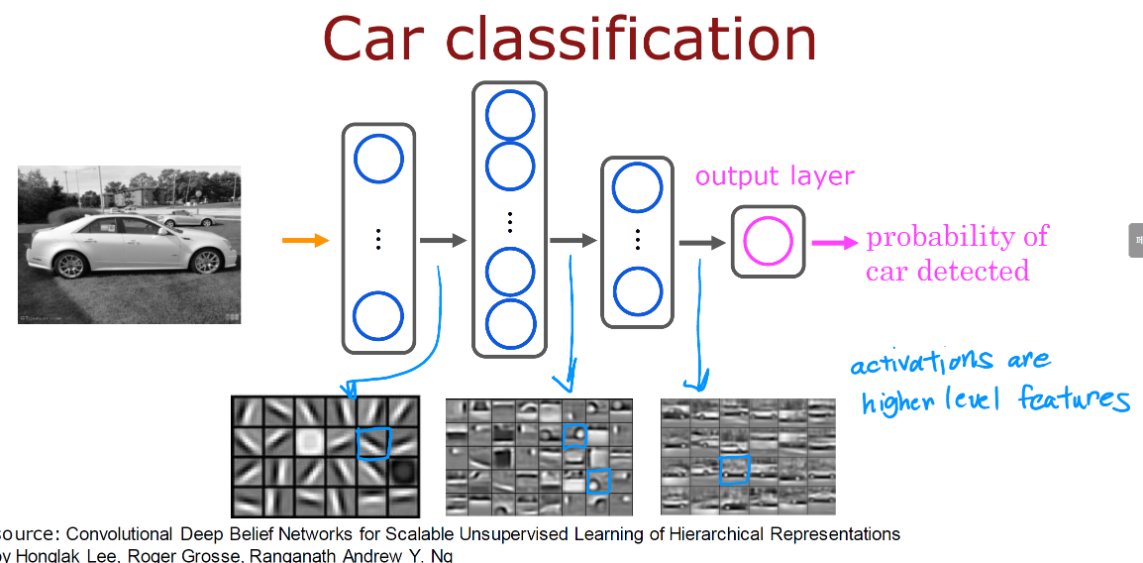 Car classification
output layer
probability of
car detected
activations are
higher level features
ource: Convolutional Deep Belief Networks for Scalable Unsupervised Learning of Hierarchical Representations
by Honglak Lee, Roger Grosse, Ranganath Andrew Y. Ng